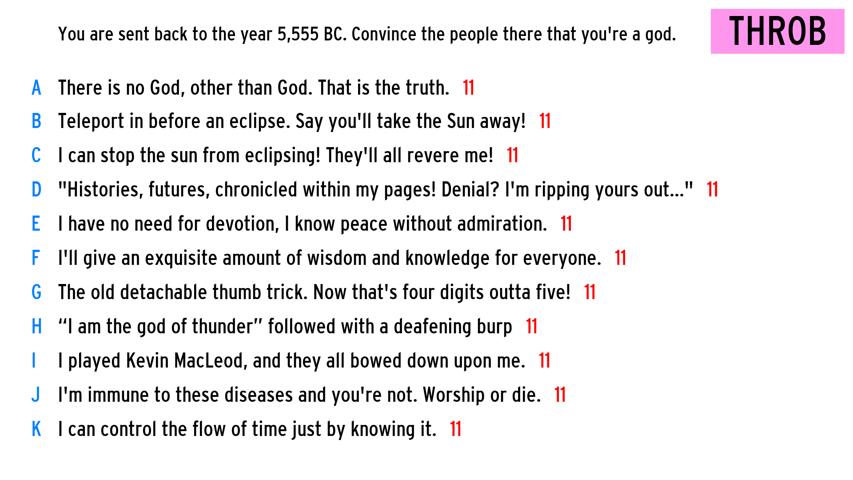 You are sent back to the year 5,555 BC. Convince the people there that you're a god.
THROB
A There is no God, other than God. That is the truth. 11
B Teleport in before an eclipse. Say you'll take the Sun away! 11
C I can stop the sun from eclipsing! They'll all revere me! 11
D "Histories, futures, chronicled within my pages! Denial? I'm ripping yours out..." 11
E I have no need for devotion, I know peace without admiration. 11
F I'll give an exquisite amount of wisdom and knowledge for everyone. 11
G The old detachable thumb trick. Now that's four digits outta five! 11
H “I am the god of thunder” followed with a deafening burp 11
I I played Kevin MacLeod, and they all bowed down upon me. 11
J I'm immune to these diseases and you're not. Worship or die. 11
K I can control the flow of time just by knowing it. 11